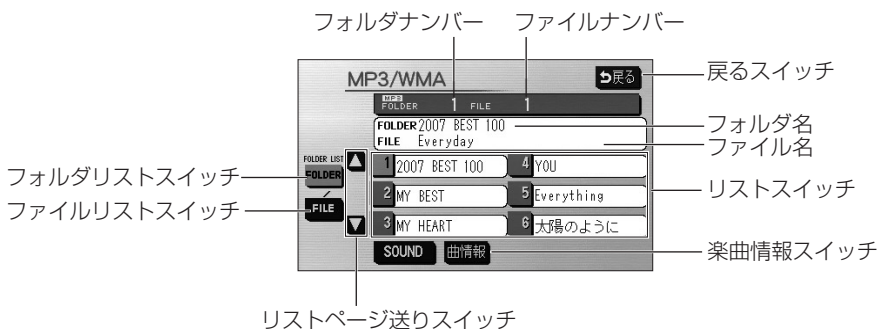 フォルダナンバー ファイルナンバー
MP3/WMA
戻る
戻るスイッチ
MP3
FOLDER 1 FILE 1
FOLDER 2007 BEST 100
フォルダ名
FILE Everyday
ファイル名
FOLDER LIST
FOLDER
/
FILE
フォルダリストスイッチ
ファイルリストスイッチ
▲
▼
1 2007 BEST 100
4 YOU
2 MY BEST
5 Everything
3 MY HEART
6 太陽のように
リストスイッチ
SOUND
曲情報
楽曲情報スイッチ
リストページ送りスイッチ